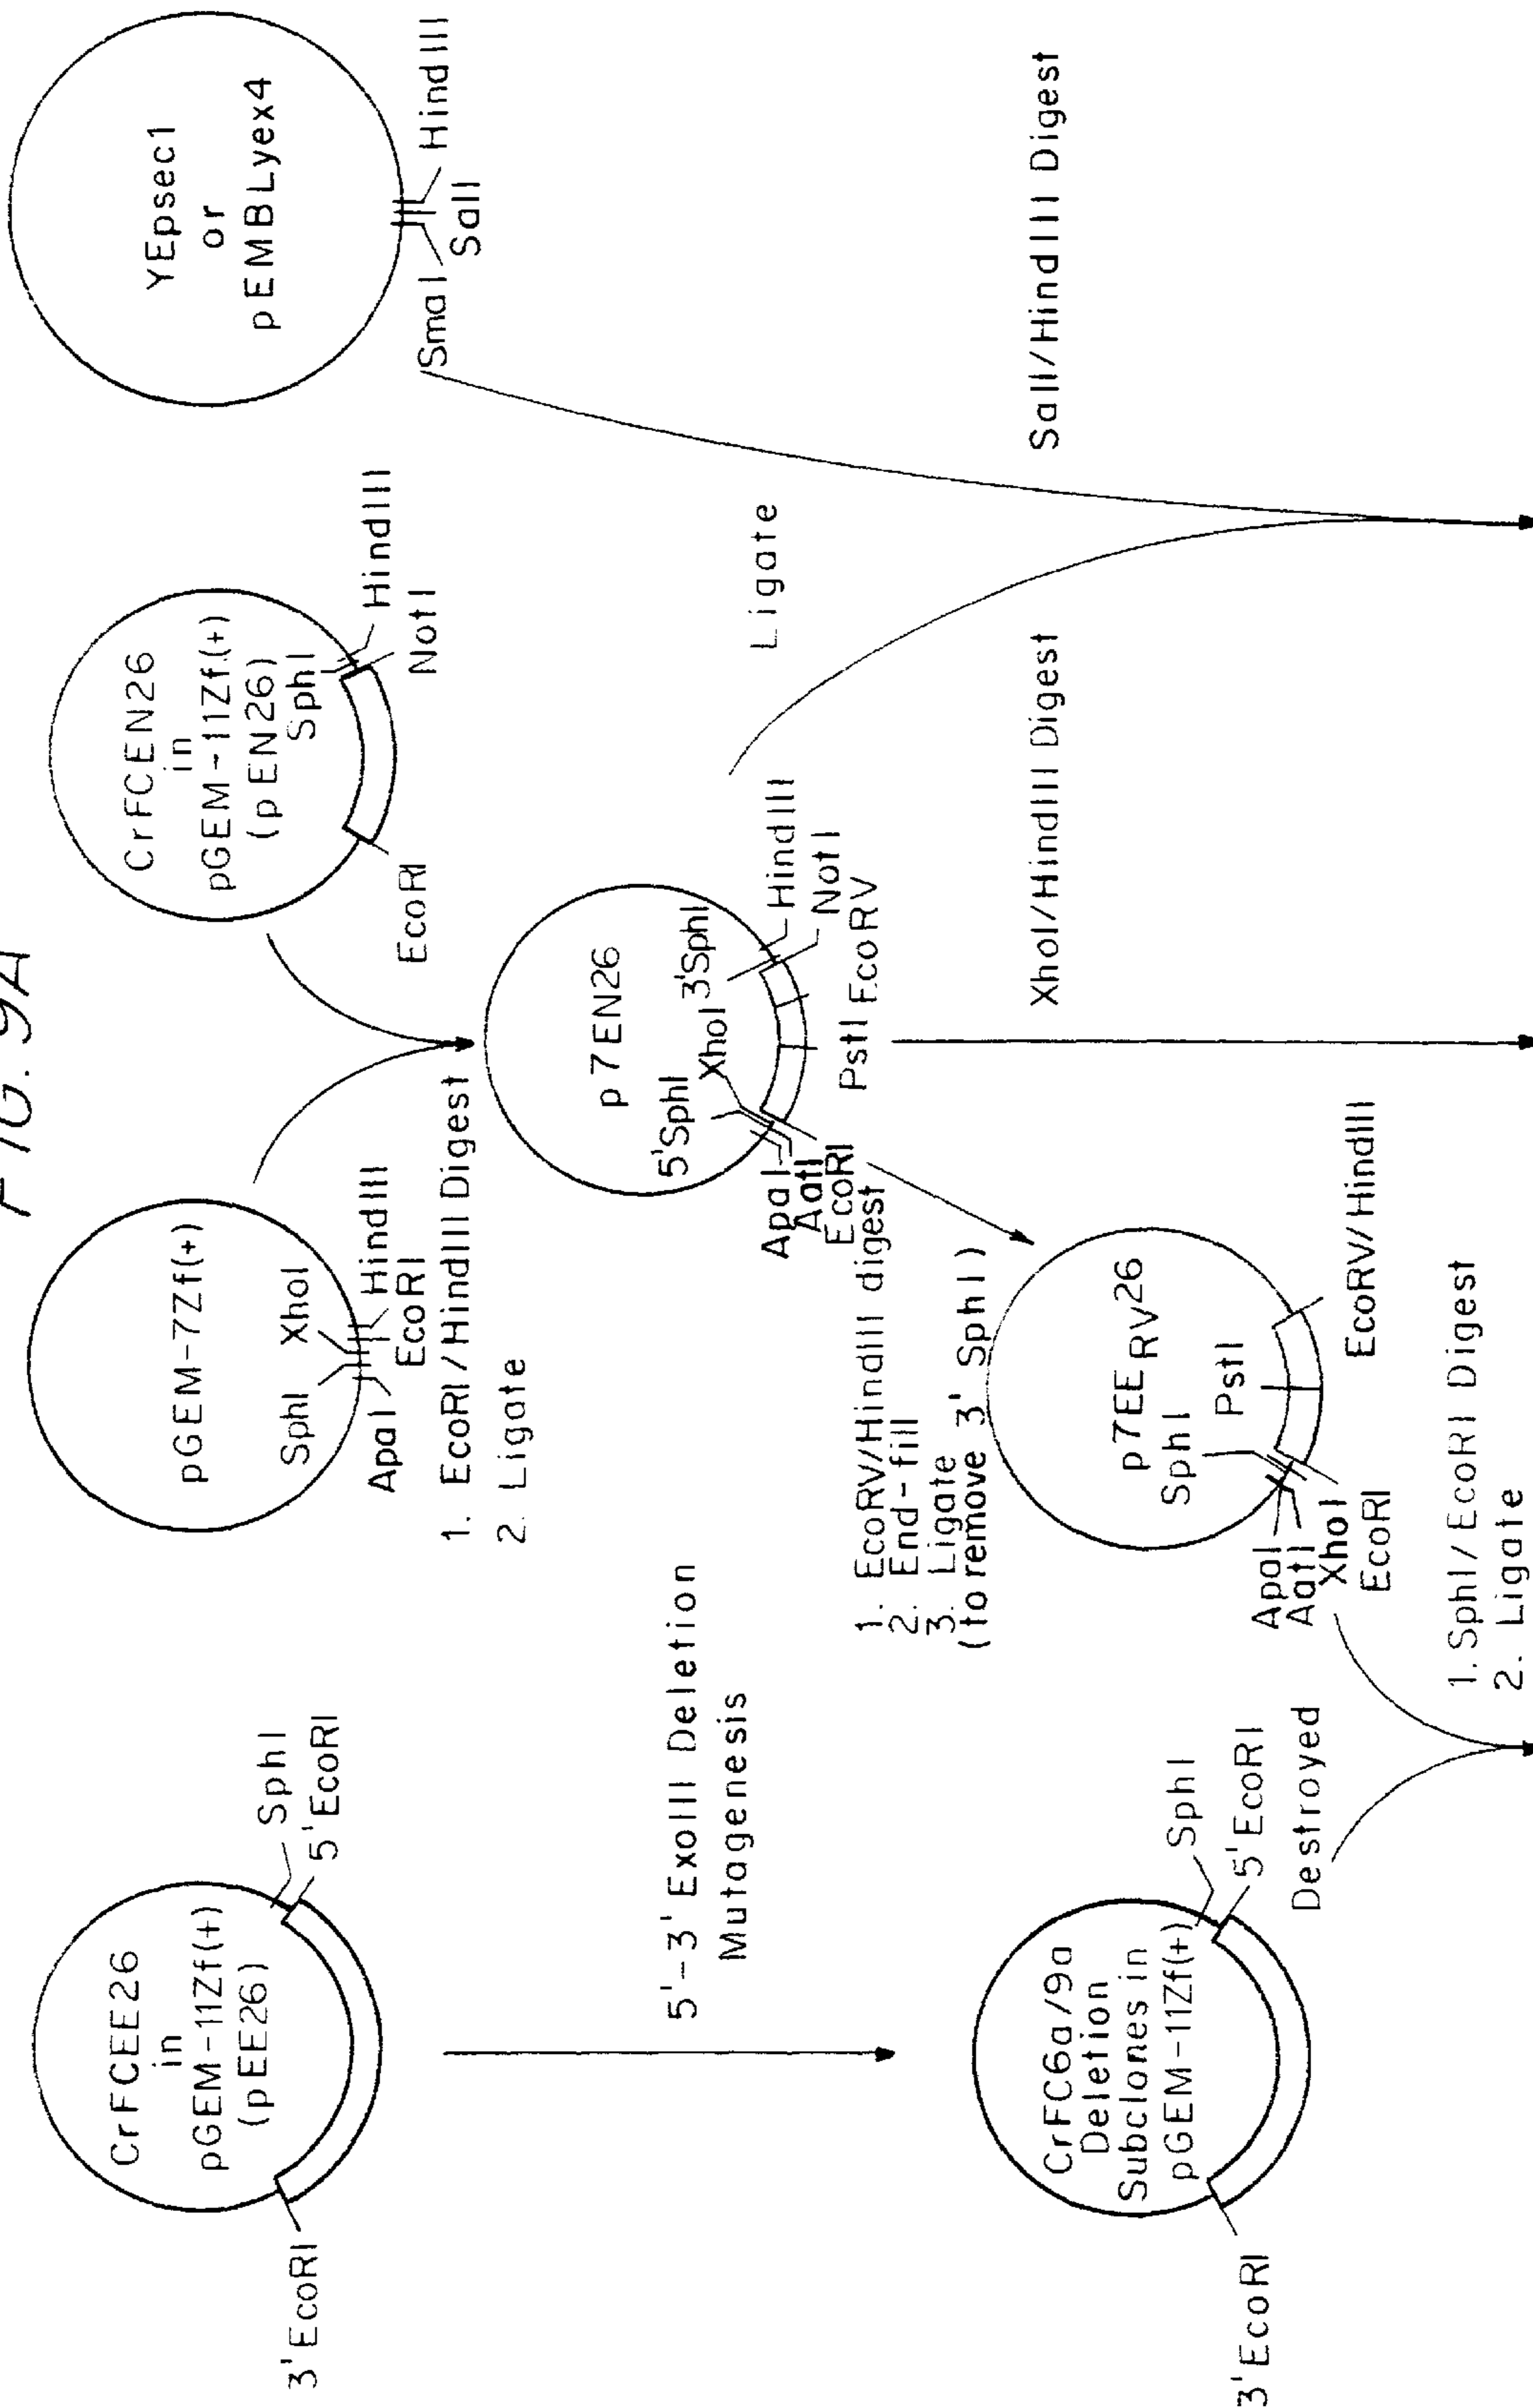 FIG. 9A
CrFCEE26
in
pGEM-11Zf(+)
(pEE26)
3'EcoRI
SphI
5'EcoRI
5'-3' ExoIII Deletion
Mutagenesis
CrFC6a/9a
Deletion
Subclones in
pGEM-11Zf(+)
3'EcoRI
SphI
5'EcoRI
Destroyed
pGEM-7Zf(+)
SphI XhoI
ApaI
HindIII
EcoRI
1. EcoRI/HindIII Digest
2. Ligate
CrFCEN26
in
pGEM-11Zf.(+)
(pEN26)
SphI
EcoRI
HindIII
NotI
p7EN26
5'SphI
XhoI
3'SphI
ApaI
AatI
EcoRI
PstI
EcoRV
HindIII
NotI
1. EcoRV/HindIII digest
2. End-fill
3. Ligate
(to remove 3' SphI)
p7EERV26
SphI
PstI
ApaI
AatI
XhoI
EcoRI
EcoRV/HindIII
1.SphI/EcoRI Digest
2. Ligate
YEpsec1
or
pEMBLyex4
SmaI
HindIII
SalI
Ligate
XhoI/HindIII Digest
SalI/HindIII Digest